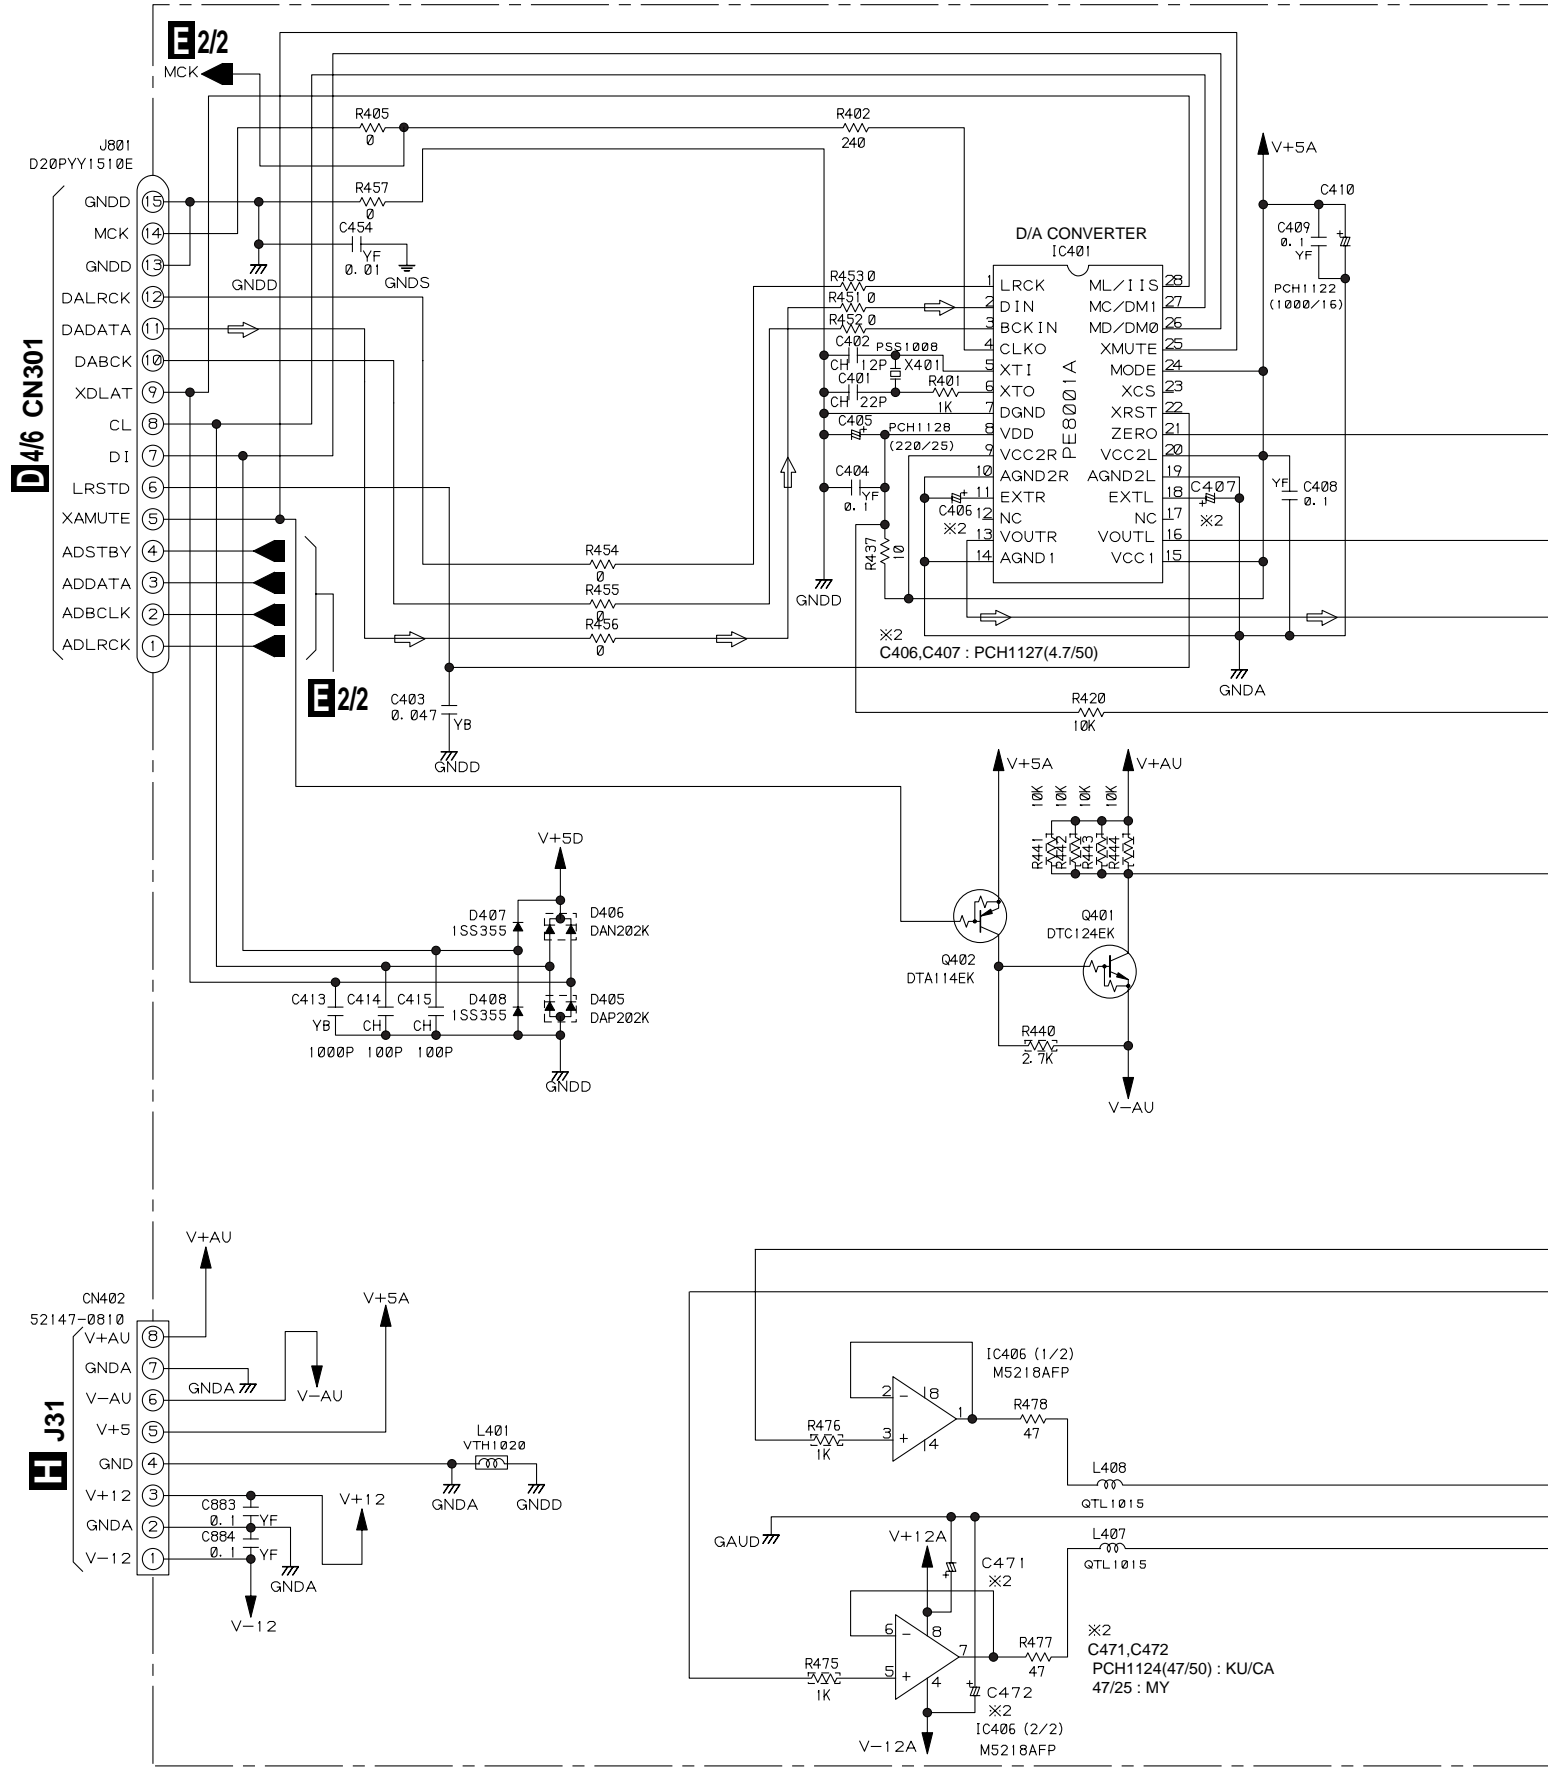 E 2/2
MCK
R405
0
R402
240
J801
D20PYY1510E
V+5A
R457
0
C410
GNDD 15
MCK 14
GNDD 13
DALRCK 12
DADATA 11
DABCK 10
XDLAT 9
CL 8
DI 7
LRSTD 6
XAMUTE 5
ADSTBY 4
ADDATA 3
ADBCLK 2
ADLRCK 1
D 4/6 CN301
C454
YF
0.01
GNDD
GNDS
C409
0.1
YF
PCH1122
(1000/16)
D/A CONVERTER
IC401
PE8001A
1 LRCK ML/IIS 28
2 DIN MC/DM1 27
3 BCKIN MD/DM0 26
4 CLKO XMUTE 25
5 XTI MODE 24
6 XTO XCS 23
7 DGND XRST 22
8 VDD ZERO 21
9 VCC2R VCC2L 20
10 AGND2R AGND2L 19
11 EXTR EXTL 18
12 NC NC 17
13 VOUTR VOUTL 16
14 AGND1 VCC1 15
R453 0
R451 0
R452 0
C402 PSS1008
CH 12P X401
C401 R401
CH 22P 1K
C405 PCH1128
(220/25)
C404
YF
0.1
C406
※2
C407
※2
YF C408
0.1
R437
10
R454
0
R455
0
R456
0
GNDD
※2
C406,C407 : PCH1127(4.7/50)
GNDA
E 2/2
C403
0.047
YB
GNDD
R420
10K
V+5A
V+AU
10K 10K 10K 10K
R441 R442 R443 R444
V+5D
D407
1SS355
D406
DAN202K
Q401
DTC124EK
Q402
DTA114EK
C413 C414 C415
YB CH CH
1000P 100P 100P
D408
1SS355
D405
DAP202K
GNDD
R440
2.7K
V-AU
V+AU
CN402
52147-0810
V+5A
V+AU 8
GNDA 7
V-AU 6
V+5 5
GND 4
V+12 3
GNDA 2
V-12 1
H J31
GNDA
V-AU
L401
VTH1020
GNDA
GNDD
C883
0.1 YF
C884
0.1 YF
V+12
GNDA
V-12
IC406 (1/2)
M5218AFP
2 − 8
3 + 4
1
R476
1K
R478
47
L408
QTL1015
GAUD
V+12A
L407
QTL1015
C471
※2
6 − 8
5 + 4
7
R475
1K
R477
47
※2
C471,C472
PCH1124(47/50) : KU/CA
47/25 : MY
C472
※2
V-12A
IC406 (2/2)
M5218AFP